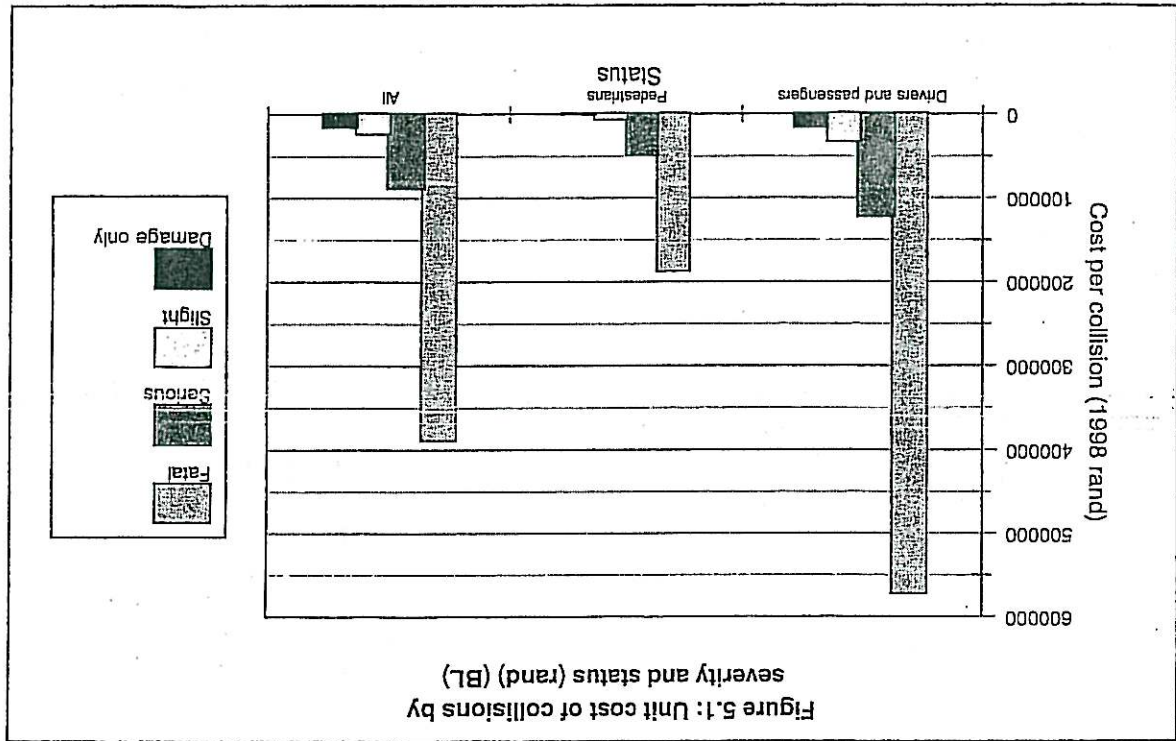 Figure 5.1: Unit cost of collisions by
severity and status (rand) (BL)
Cost per collision (1998 rand)
600000
500000
400000
300000
200000
100000
0
Drivers and passengers
Pedestrians
All
Status
Fatal
Serious
Slight
Damage only